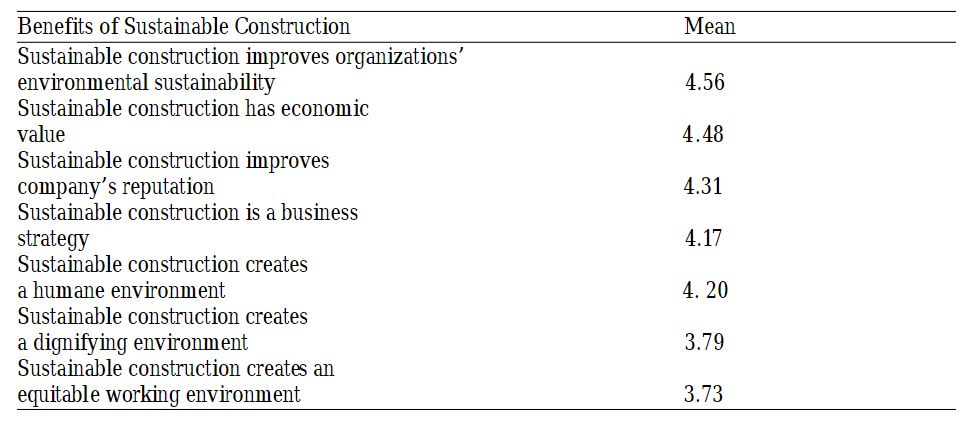 Benefits of Sustainable Construction Mean
Sustainable construction improves organizations’
environmental sustainability 4.56
Sustainable construction has economic
value 4.48
Sustainable construction improves
company’s reputation 4.31
Sustainable construction is a business
strategy 4.17
Sustainable construction creates
a humane environment 4. 20
Sustainable construction creates
a dignifying environment 3.79
Sustainable construction creates an
equitable working environment 3.73